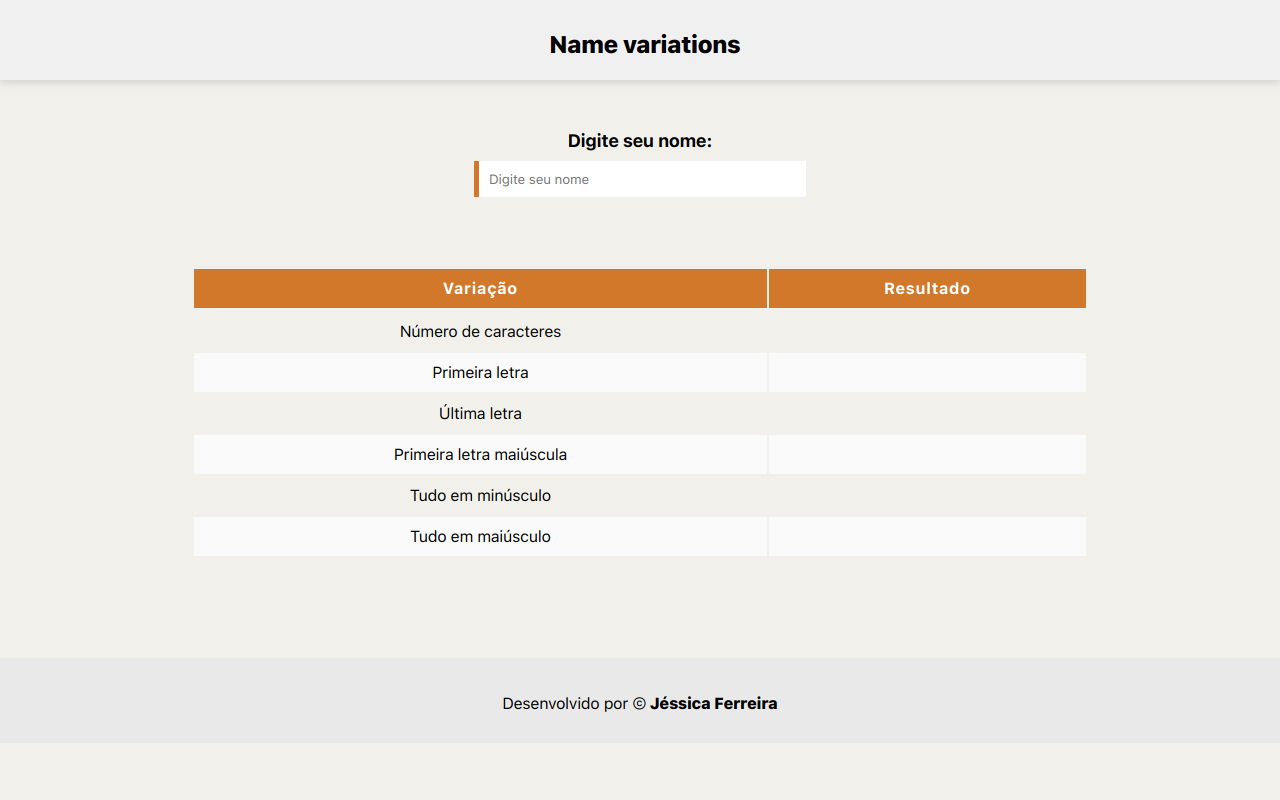 Name variations
Digite seu nome:
Digite seu nome
Variação Resultado
Número de caracteres
Primeira letra
Última letra
Primeira letra maiúscula
Tudo em minúsculo
Tudo em maiúsculo
Desenvolvido por © Jéssica Ferreira